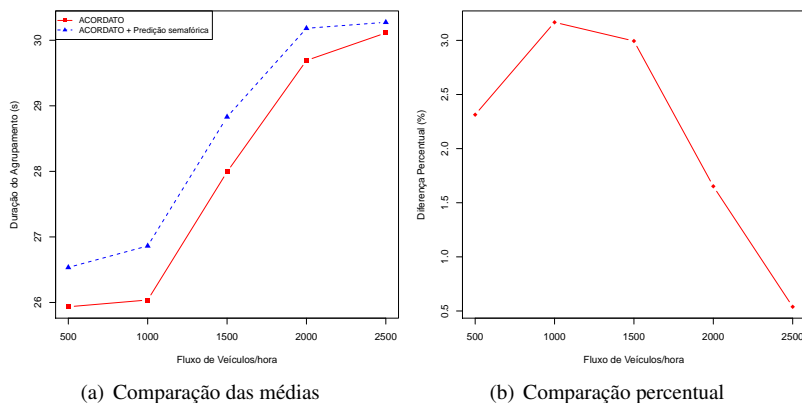 ACORDATO
ACORDATO + Predição semafórica
Duração do Agrupamento (s)
30
29
28
27
26
500 1000 1500 2000 2500
Fluxo de Veículos/hora
(a) Comparação das médias
Diferença Percentual (%)
3.0
2.5
2.0
1.5
1.0
0.5
500 1000 1500 2000 2500
Fluxo de Veículos/hora
(b) Comparação percentual